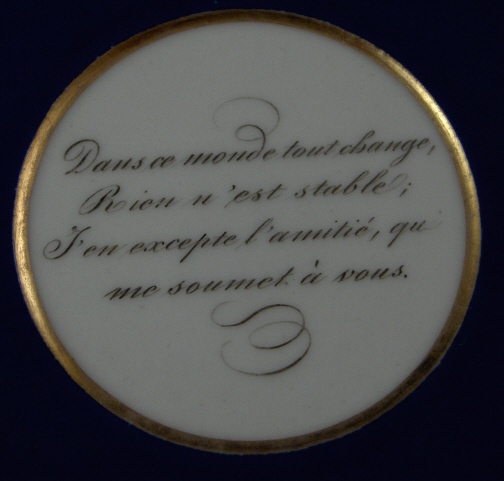 Dans ce monde tout change,
Rien n'est stable;
J'en excepte l'amitié, qui
me soumet à vous.